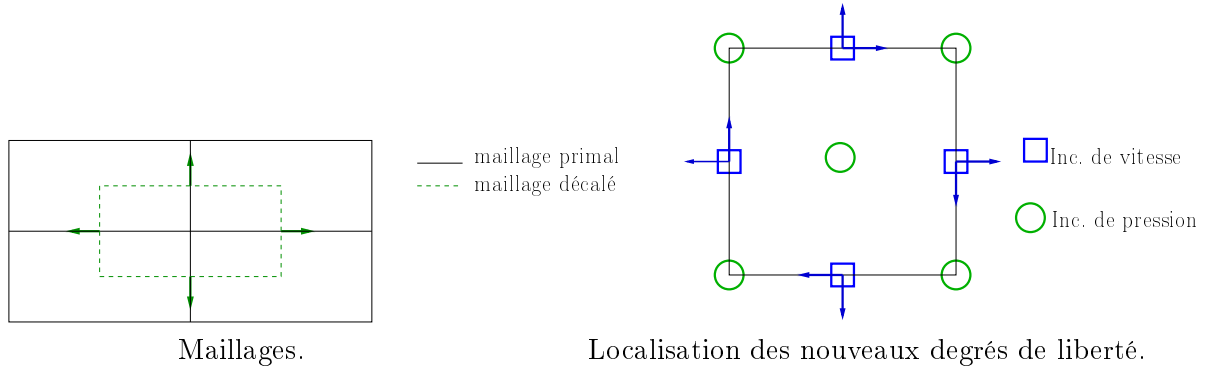 maillage primal
maillage décalé
Inc. de vitesse
Inc. de pression
Maillages.
Localisation des nouveaux degrés de liberté.